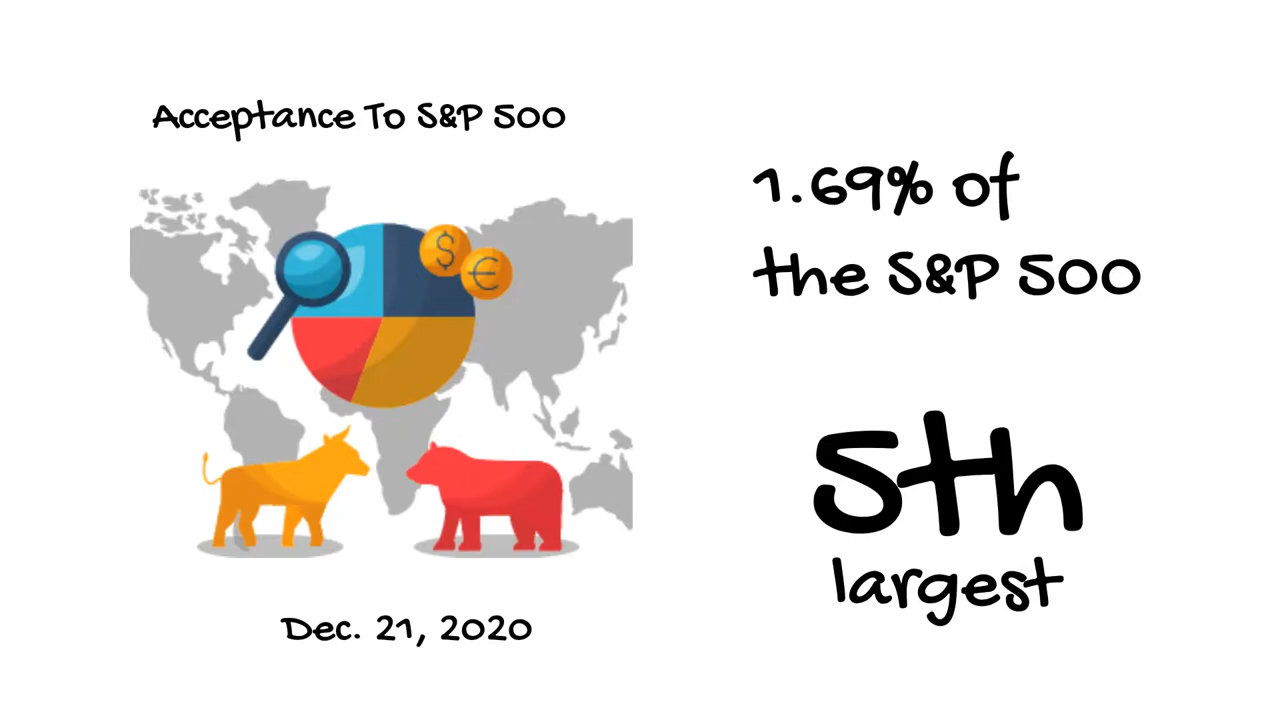 Acceptance To S&P 500
$
€
Dec. 21, 2020
1.69% of
the S&P 500
5th
largest